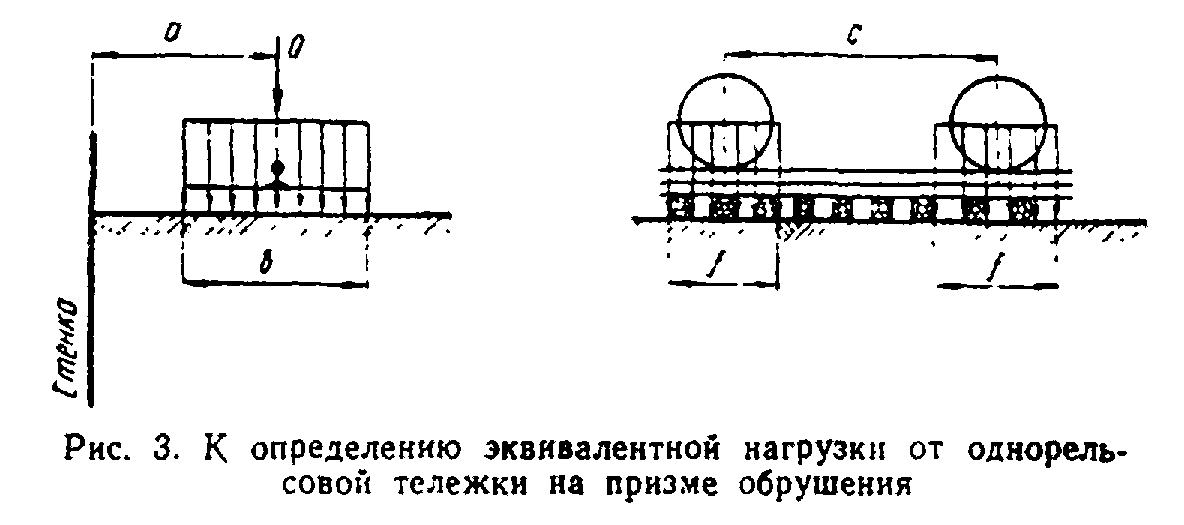 a
Q
c
в
f
f
Стенка
Рис. 3. К определению эквивалентной нагрузки от однорель-
совой тележки на призме обрушения